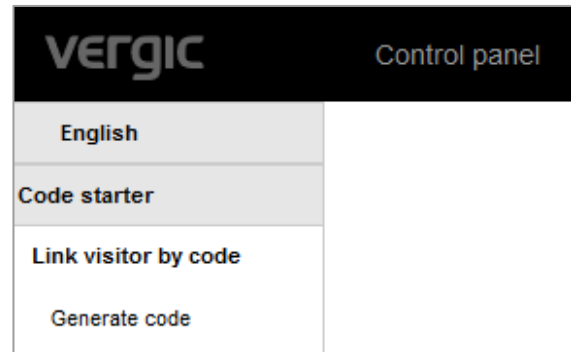 vergic
Control panel
English
Code starter
Link visitor by code
Generate code